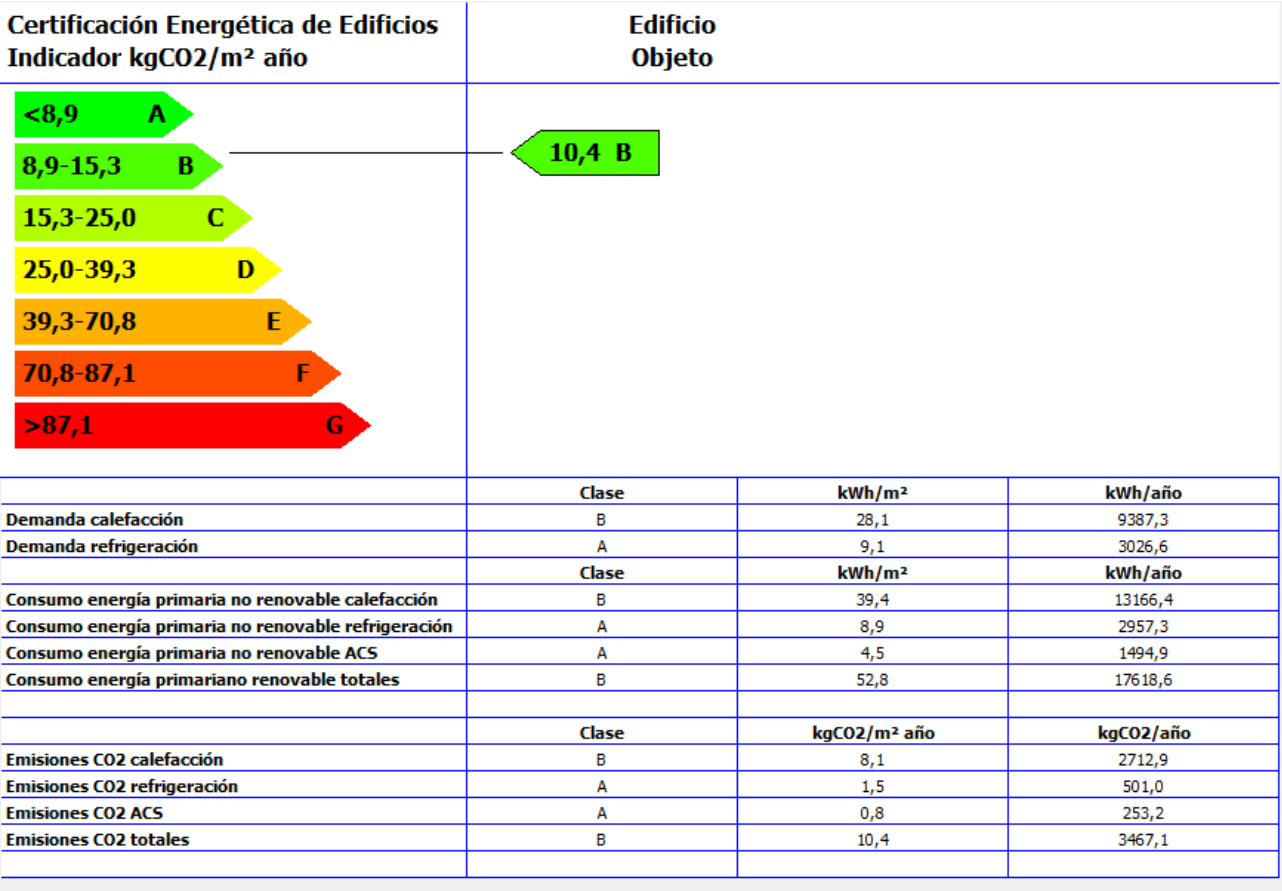 Certificación Energética de Edificios
Indicador kgCO2/m² año
Edificio
Objeto
<8,9 A
8,9-15,3 B
10,4 B
15,3-25,0 C
25,0-39,3 D
39,3-70,8 E
70,8-87,1 F
>87,1 G
Clase kWh/m² kWh/año
Demanda calefacción B 28,1 9387,3
Demanda refrigeración A 9,1 3026,6
Clase kWh/m² kWh/año
Consumo energía primaria no renovable calefacción B 39,4 13166,4
Consumo energía primaria no renovable refrigeración A 8,9 2957,3
Consumo energía primaria no renovable ACS A 4,5 1494,9
Consumo energía primariano renovable totales B 52,8 17618,6
Clase kgCO2/m² año kgCO2/año
Emisiones CO2 calefacción B 8,1 2712,9
Emisiones CO2 refrigeración A 1,5 501,0
Emisiones CO2 ACS A 0,8 253,2
Emisiones CO2 totales B 10,4 3467,1